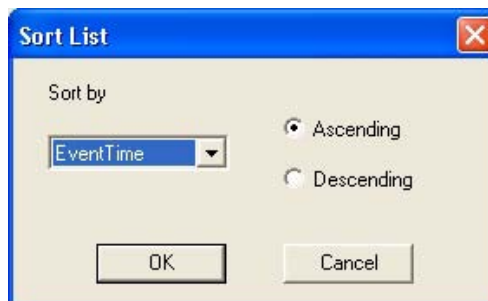 Sort List
Sort by
EventTime
Ascending
Descending
OK
Cancel